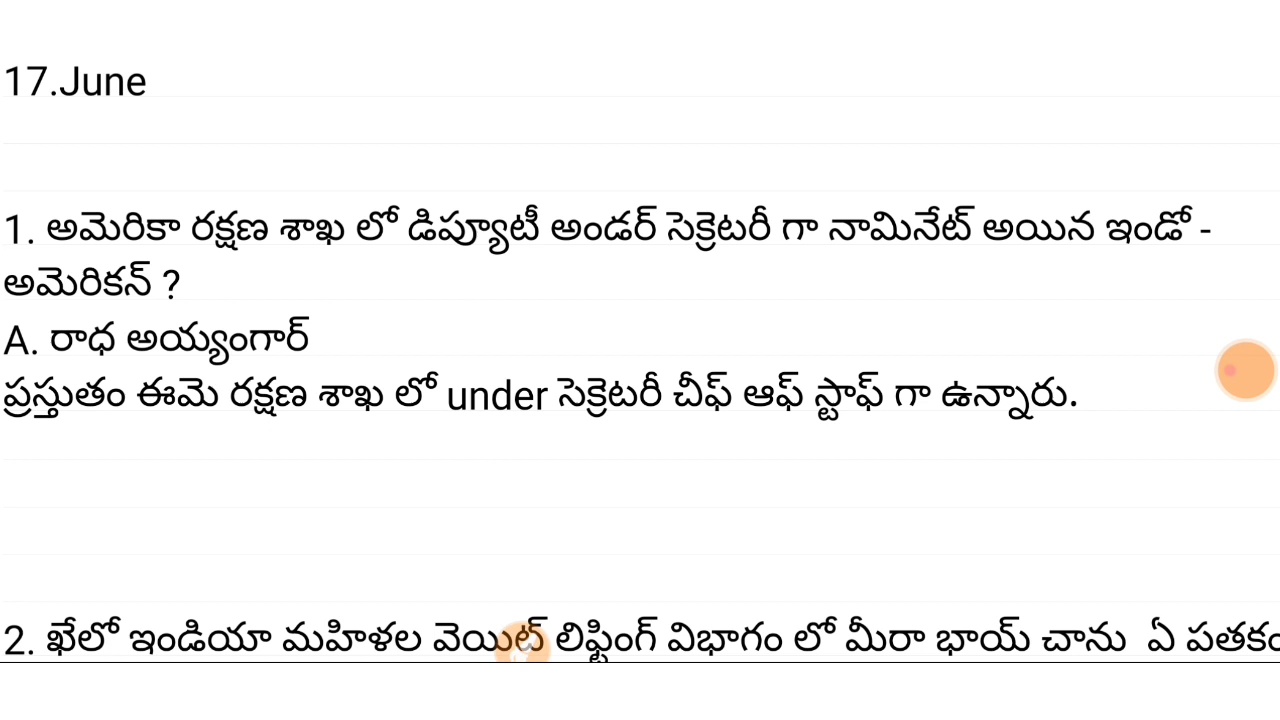 17.June
1. అమెరికా రక్షణ శాఖ లో డిప్యూటీ అండర్ సెక్రెటరీ గా నామినేట్ అయిన ఇండో -
అమెరికన్ ?
A. రాధ అయ్యంగార్
ప్రస్తుతం ఈమె రక్షణ శాఖ లో under సెక్రెటరీ చీఫ్ ఆఫ్ స్టాఫ్ గా ఉన్నారు.
2. ఖేలో ఇండియా మహిళల వెయిట్ లిఫ్టింగ్ విభాగం లో మీరా భాయ్ చాను ఏ